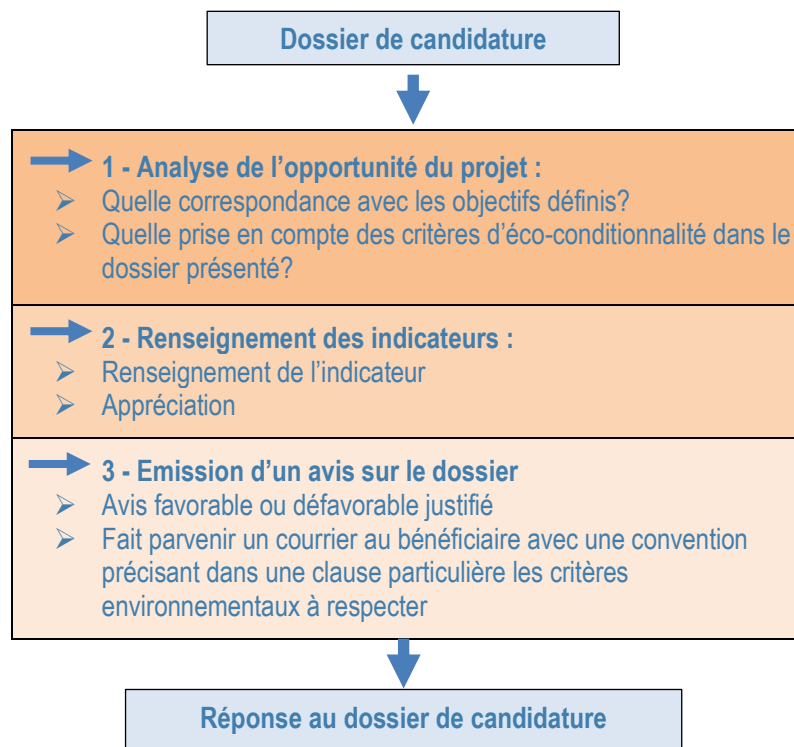 Dossier de candidature
1 - Analyse de l'opportunité du projet :
Quelle correspondance avec les objectifs définis?
Quelle prise en compte des critères d'éco-conditionnalité dans le
dossier présenté?
2 - Renseignement des indicateurs :
Renseignement de l'indicateur
Appréciation
3 - Emission d'un avis sur le dossier
Avis favorable ou défavorable justifié
Fait parvenir un courrier au bénéficiaire avec une convention
précisant dans une clause particulière les critères
environnementaux à respecter
Réponse au dossier de candidature